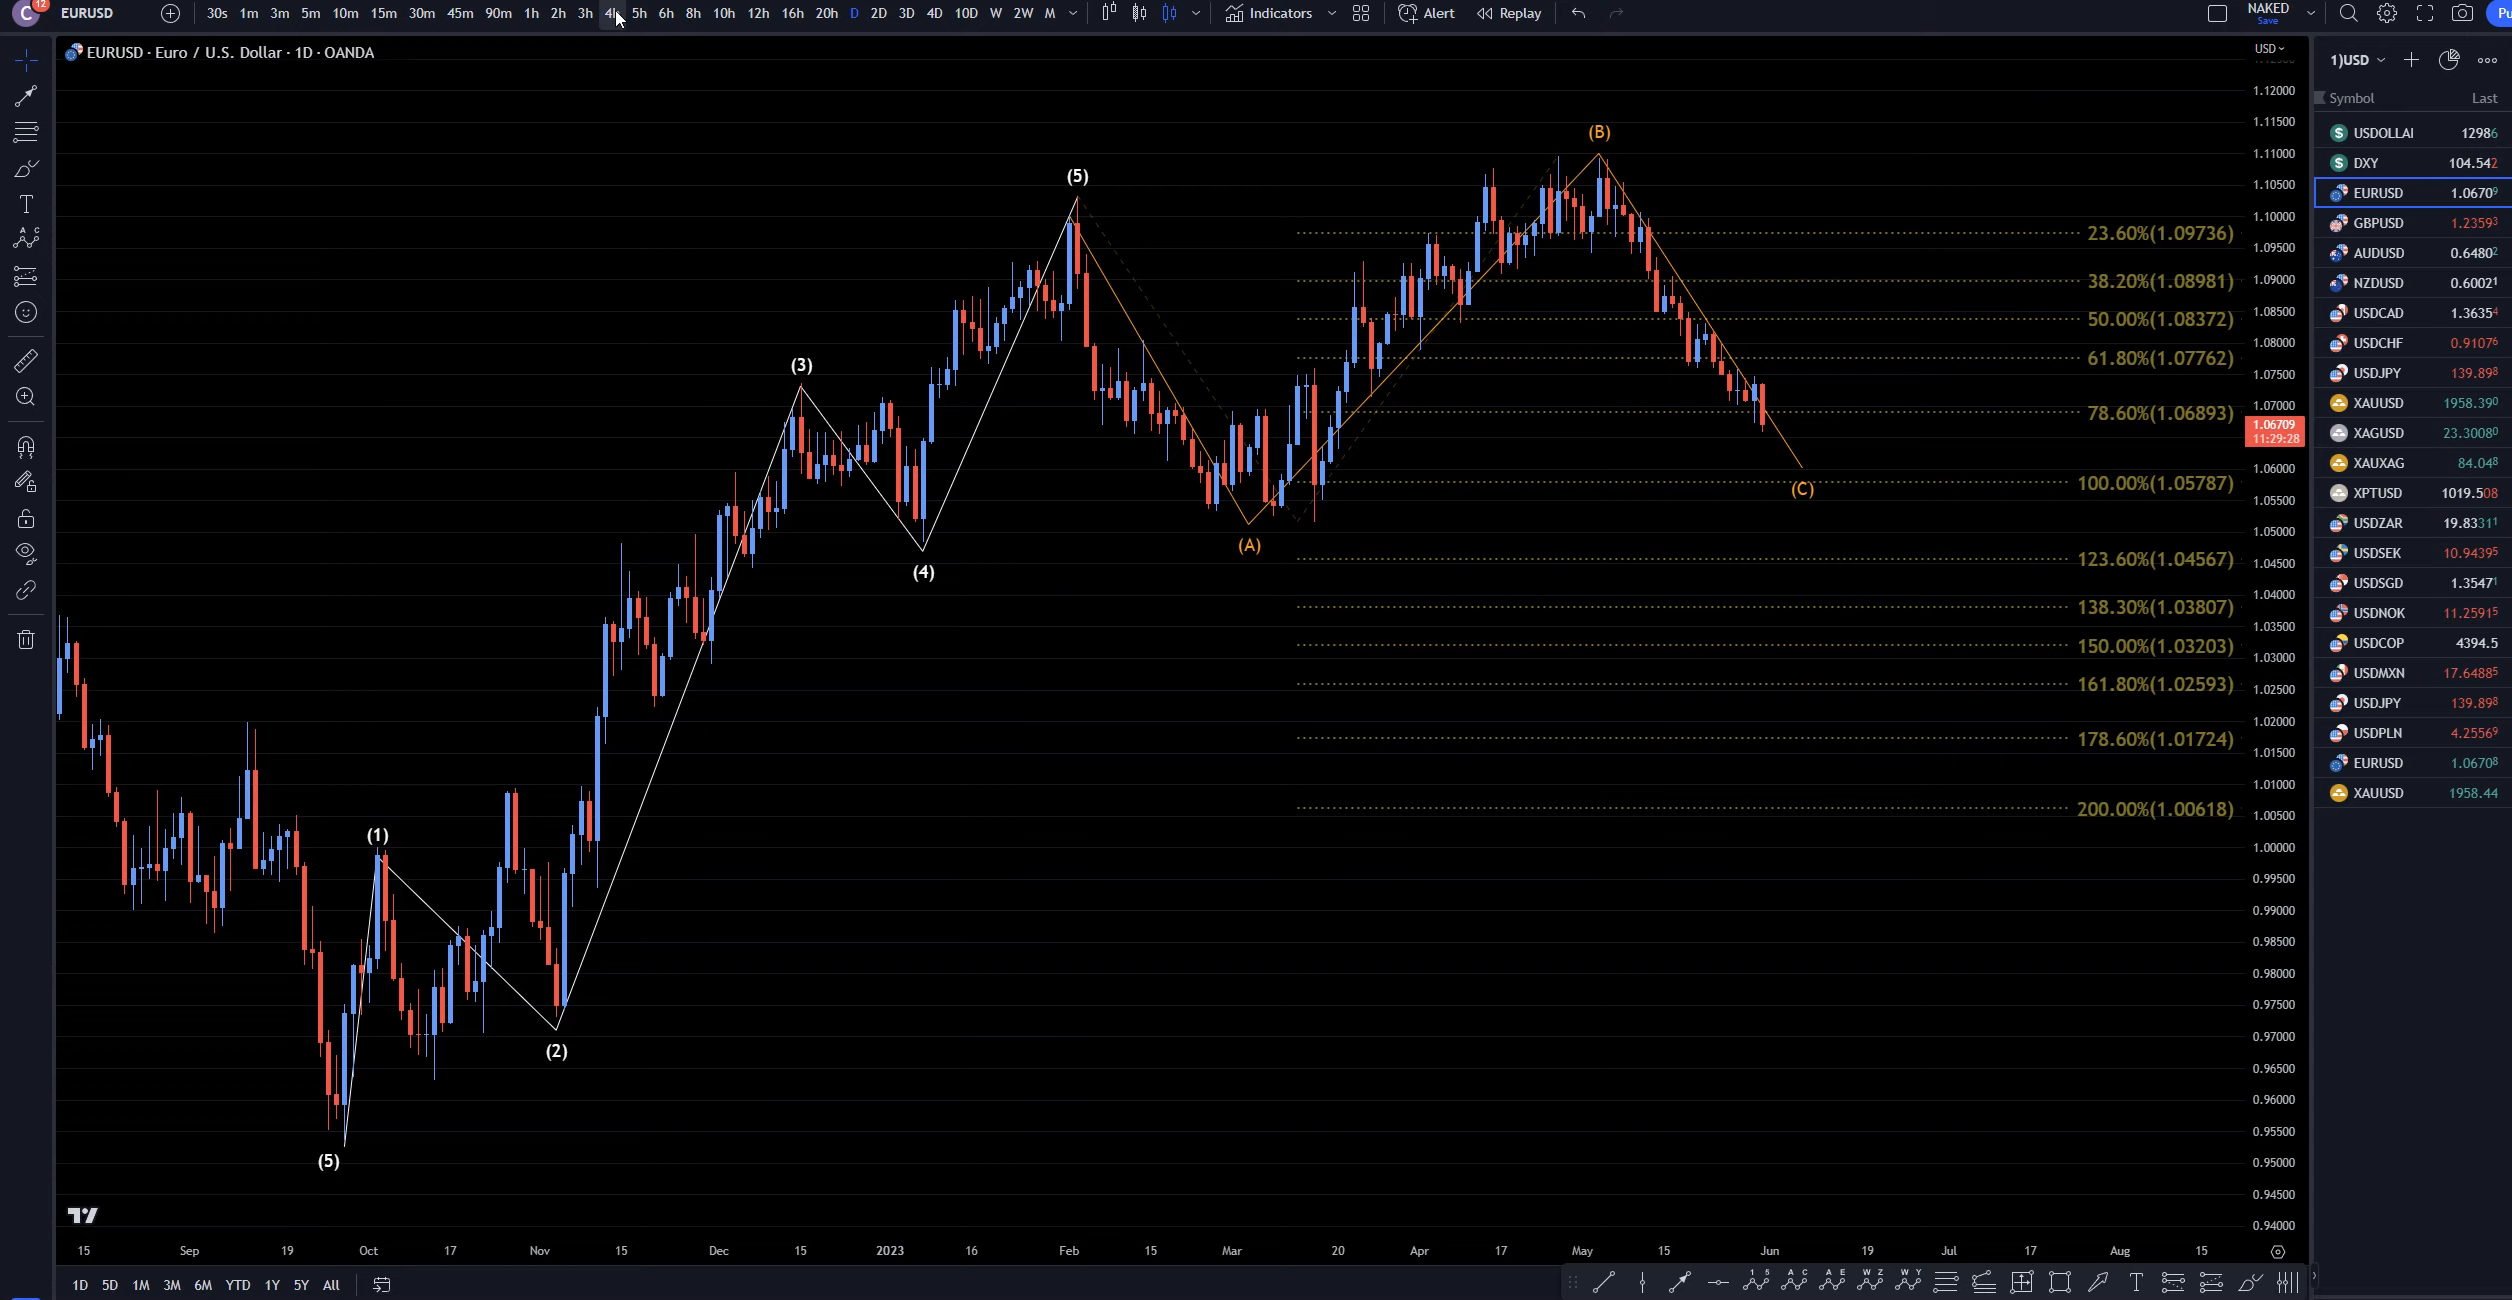 C 12 EURUSD 30s 1m 3m 5m 10m 15m 30m 45m 90m 1h 2h 3h 4h 5h 6h 8h 10h 12h 16h 20h D 2D 3D 4D 10D W 2W M Indicators Alert Replay NAKED Save Pu
EURUSD · Euro / U.S. Dollar · 1D · OANDA
USD
1.12000
1.11500
1.11000
1.10500
1.10000
1.09500
1.09000
1.08500
1.08000
1.07500
1.07000
1.06709
11:29:28
1.06000
1.05500
1.05000
1.04500
1.04000
1.03500
1.03000
1.02500
1.02000
1.01500
1.01000
1.00500
1.00000
0.99500
0.99000
0.98500
0.98000
0.97500
0.97000
0.96500
0.96000
0.95500
0.95000
0.94500
0.94000
(5)
(1)
(2)
(3)
(4)
(5)
(A)
(B)
(C)
23.60%(1.09736)
38.20%(1.08981)
50.00%(1.08372)
61.80%(1.07762)
78.60%(1.06893)
100.00%(1.05787)
123.60%(1.04567)
138.30%(1.03807)
150.00%(1.03203)
161.80%(1.02593)
178.60%(1.01724)
200.00%(1.00618)
15 Sep 19 Oct 17 Nov 15 Dec 15 2023 16 Feb 15 Mar 20 Apr 17 May 15 Jun 19 Jul 17 Aug 15
1D 5D 1M 3M 6M YTD 1Y 5Y All
1)USD
Symbol Last
USDOLLAI 12986
DXY 104.542
EURUSD 1.06709
GBPUSD 1.23593
AUDUSD 0.64802
NZDUSD 0.60021
USDCAD 1.36354
USDCHF 0.91076
USDJPY 139.898
XAUUSD 1958.390
XAGUSD 23.30080
XAUXAG 84.048
XPTUSD 1019.508
USDZAR 19.83311
USDSEK 10.94395
USDSGD 1.35471
USDNOK 11.25915
USDCOP 4394.5
USDMXN 17.64885
USDJPY 139.898
USDPLN 4.25569
EURUSD 1.06708
XAUUSD 1958.44